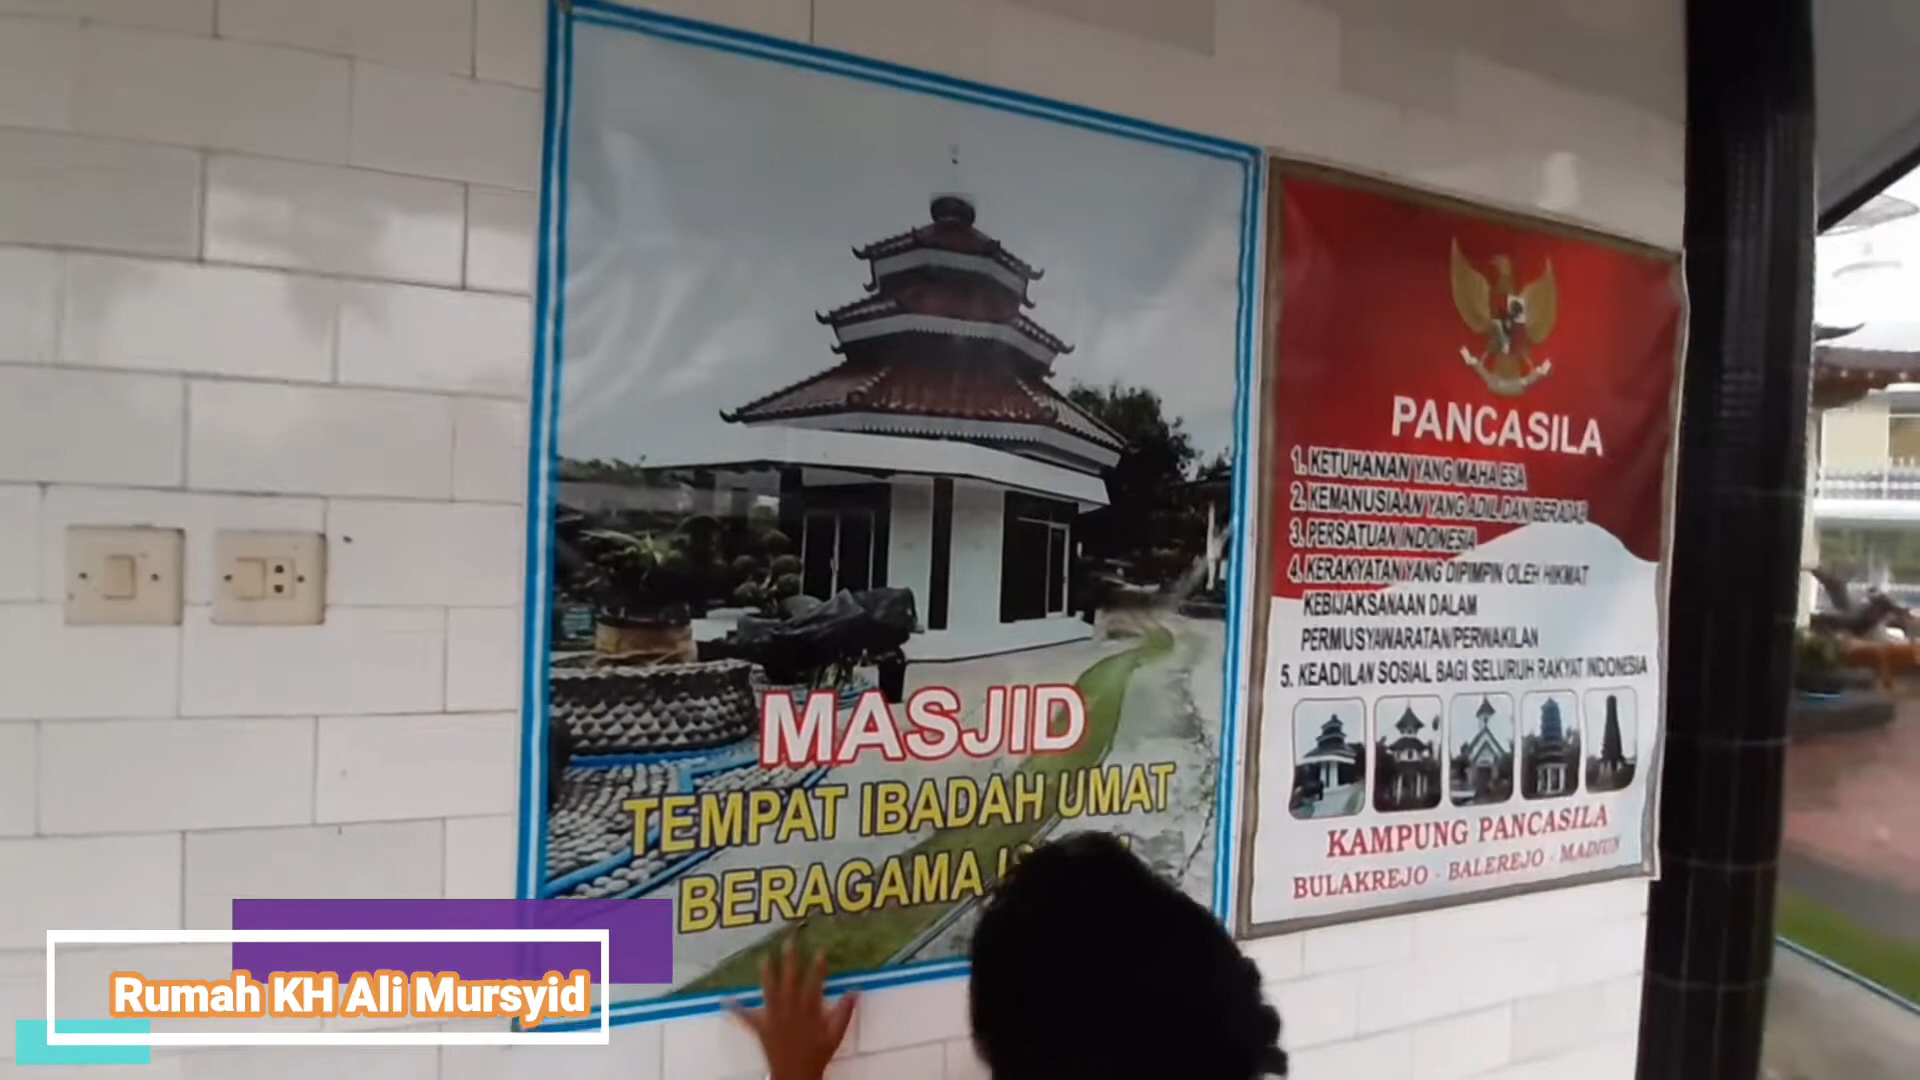 MASJID
TEMPAT IBADAH UMAT
BERAGAMA
PANCASILA
1. KETUHANAN YANG MAHA ESA
2. KEMANUSIAAN YANG ADIL DAN BERADAB
3. PERSATUAN INDONESIA
4. KERAKYATAN YANG DIPIMPIN OLEH HIKMAT
KEBIJAKSANAAN DALAM
PERMUSYAWARATAN/PERWAKILAN
5. KEADILAN SOSIAL BAGI SELURUH RAKYAT INDONESIA
KAMPUNG PANCASILA
BULAKREJO - BALEREJO - MADIUN
Rumah KH Ali Mursyid